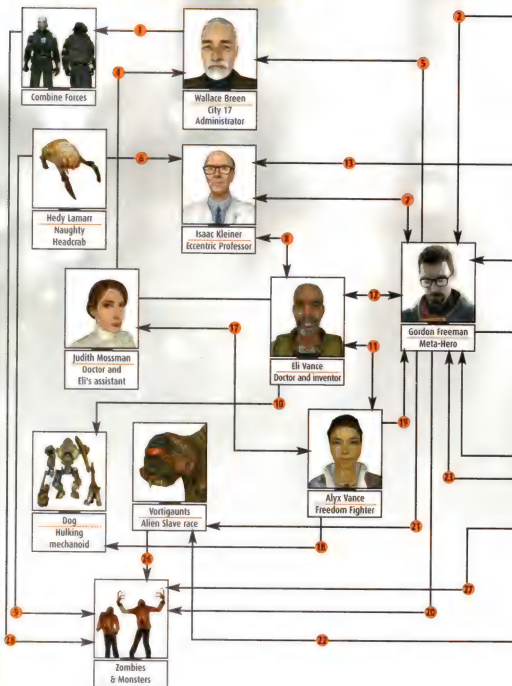 2
3
Combine Forces
Wallace Breen
City 17
Administrator
4
5
6
13
Hedy Lamarr
Naughty
Headcrab
Isaac Kleiner
Eccentric Professor
7
8
12
Gordon Freeman
Meta-Hero
Judith Mossman
Doctor and
Eli's assistant
17
Eli Vance
Doctor and inventor
11
10
19
23
Dog
Hulking
mechanoid
Vortigaunts
Alien Slave race
Alyx Vance
Freedom Fighter
21
18
26
27
9
20
28
22
Zombies
& Monsters